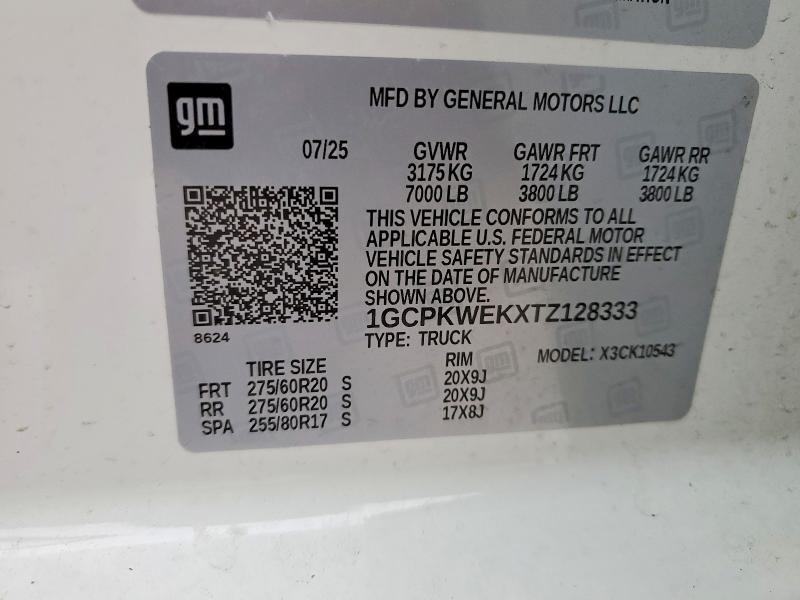 gm
MFD BY GENERAL MOTORS LLC
07/25 GVWR GAWR FRT GAWR RR
3175 KG 1724 KG 1724 KG
7000 LB 3800 LB 3800 LB
THIS VEHICLE CONFORMS TO ALL
APPLICABLE U.S. FEDERAL MOTOR
VEHICLE SAFETY STANDARDS IN EFFECT
ON THE DATE OF MANUFACTURE
SHOWN ABOVE.
1GCPKWEKXTZ128333
8624
TYPE: TRUCK MODEL: X3CK10543
TIRE SIZE RIM
FRT 275/60R20 S 20X9J
RR 275/60R20 S 20X9J
SPA 255/80R17 S 17X8J